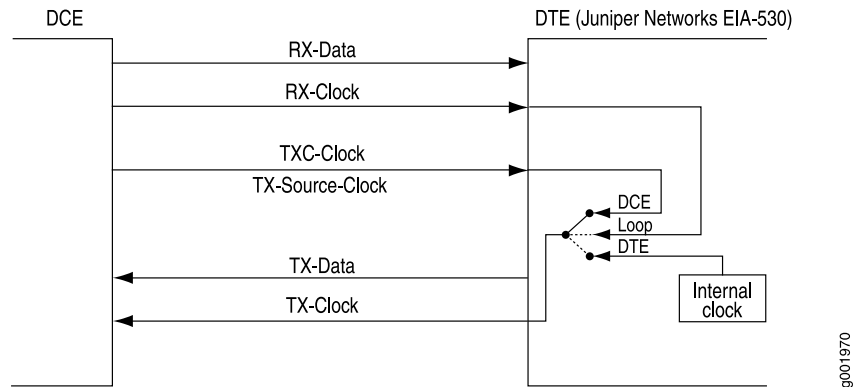 DCE
DTE (Juniper Networks EIA-530)
RX-Data
RX-Clock
TXC-Clock
TX-Source-Clock
DCE
Loop
DTE
TX-Data
TX-Clock
Internal
clock
g001970